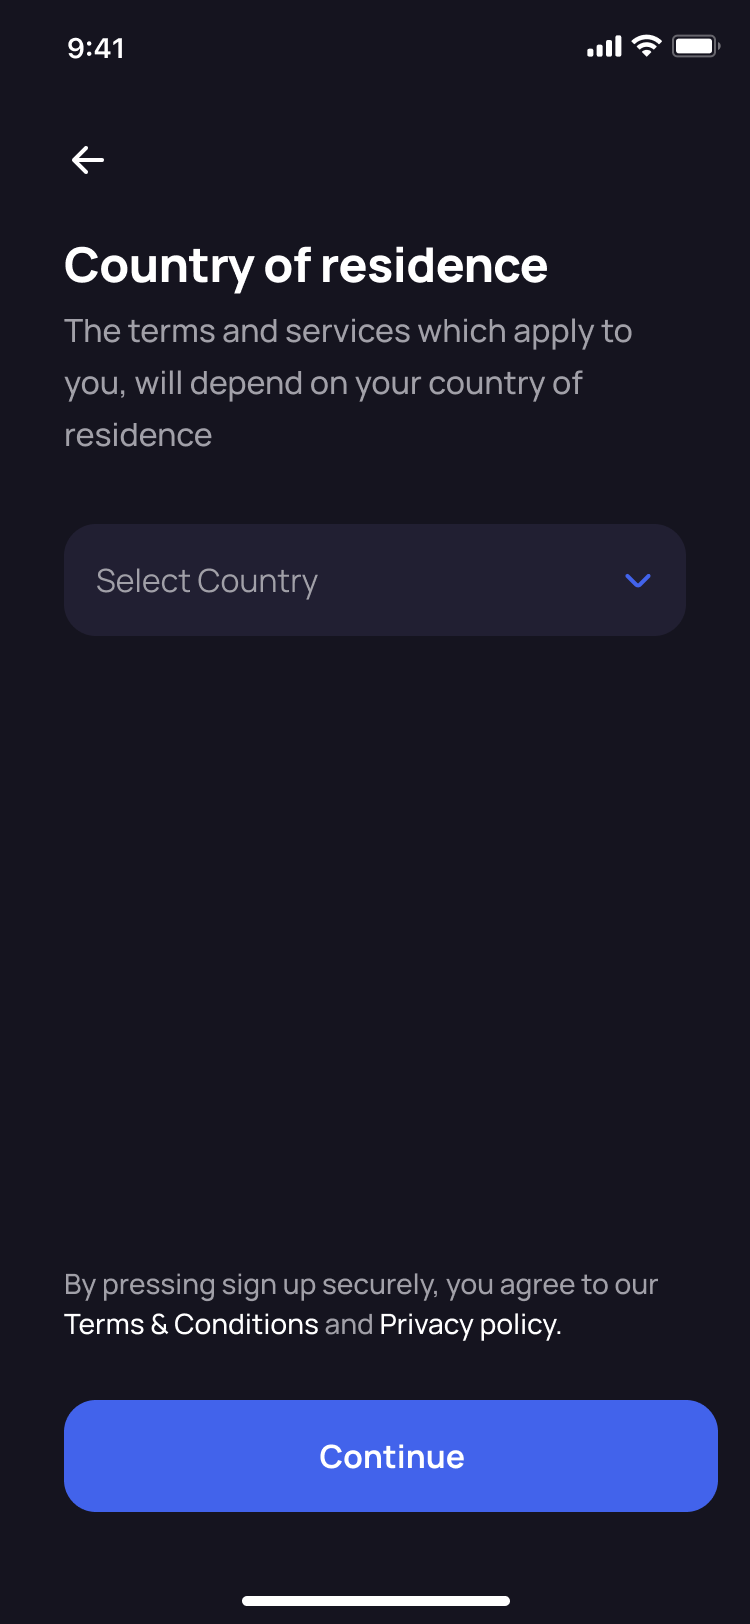 9:41
Country of residence
The terms and services which apply to
you, will depend on your country of
residence
Select Country
By pressing sign up securely, you agree to our
Terms & Conditions and Privacy policy.
Continue